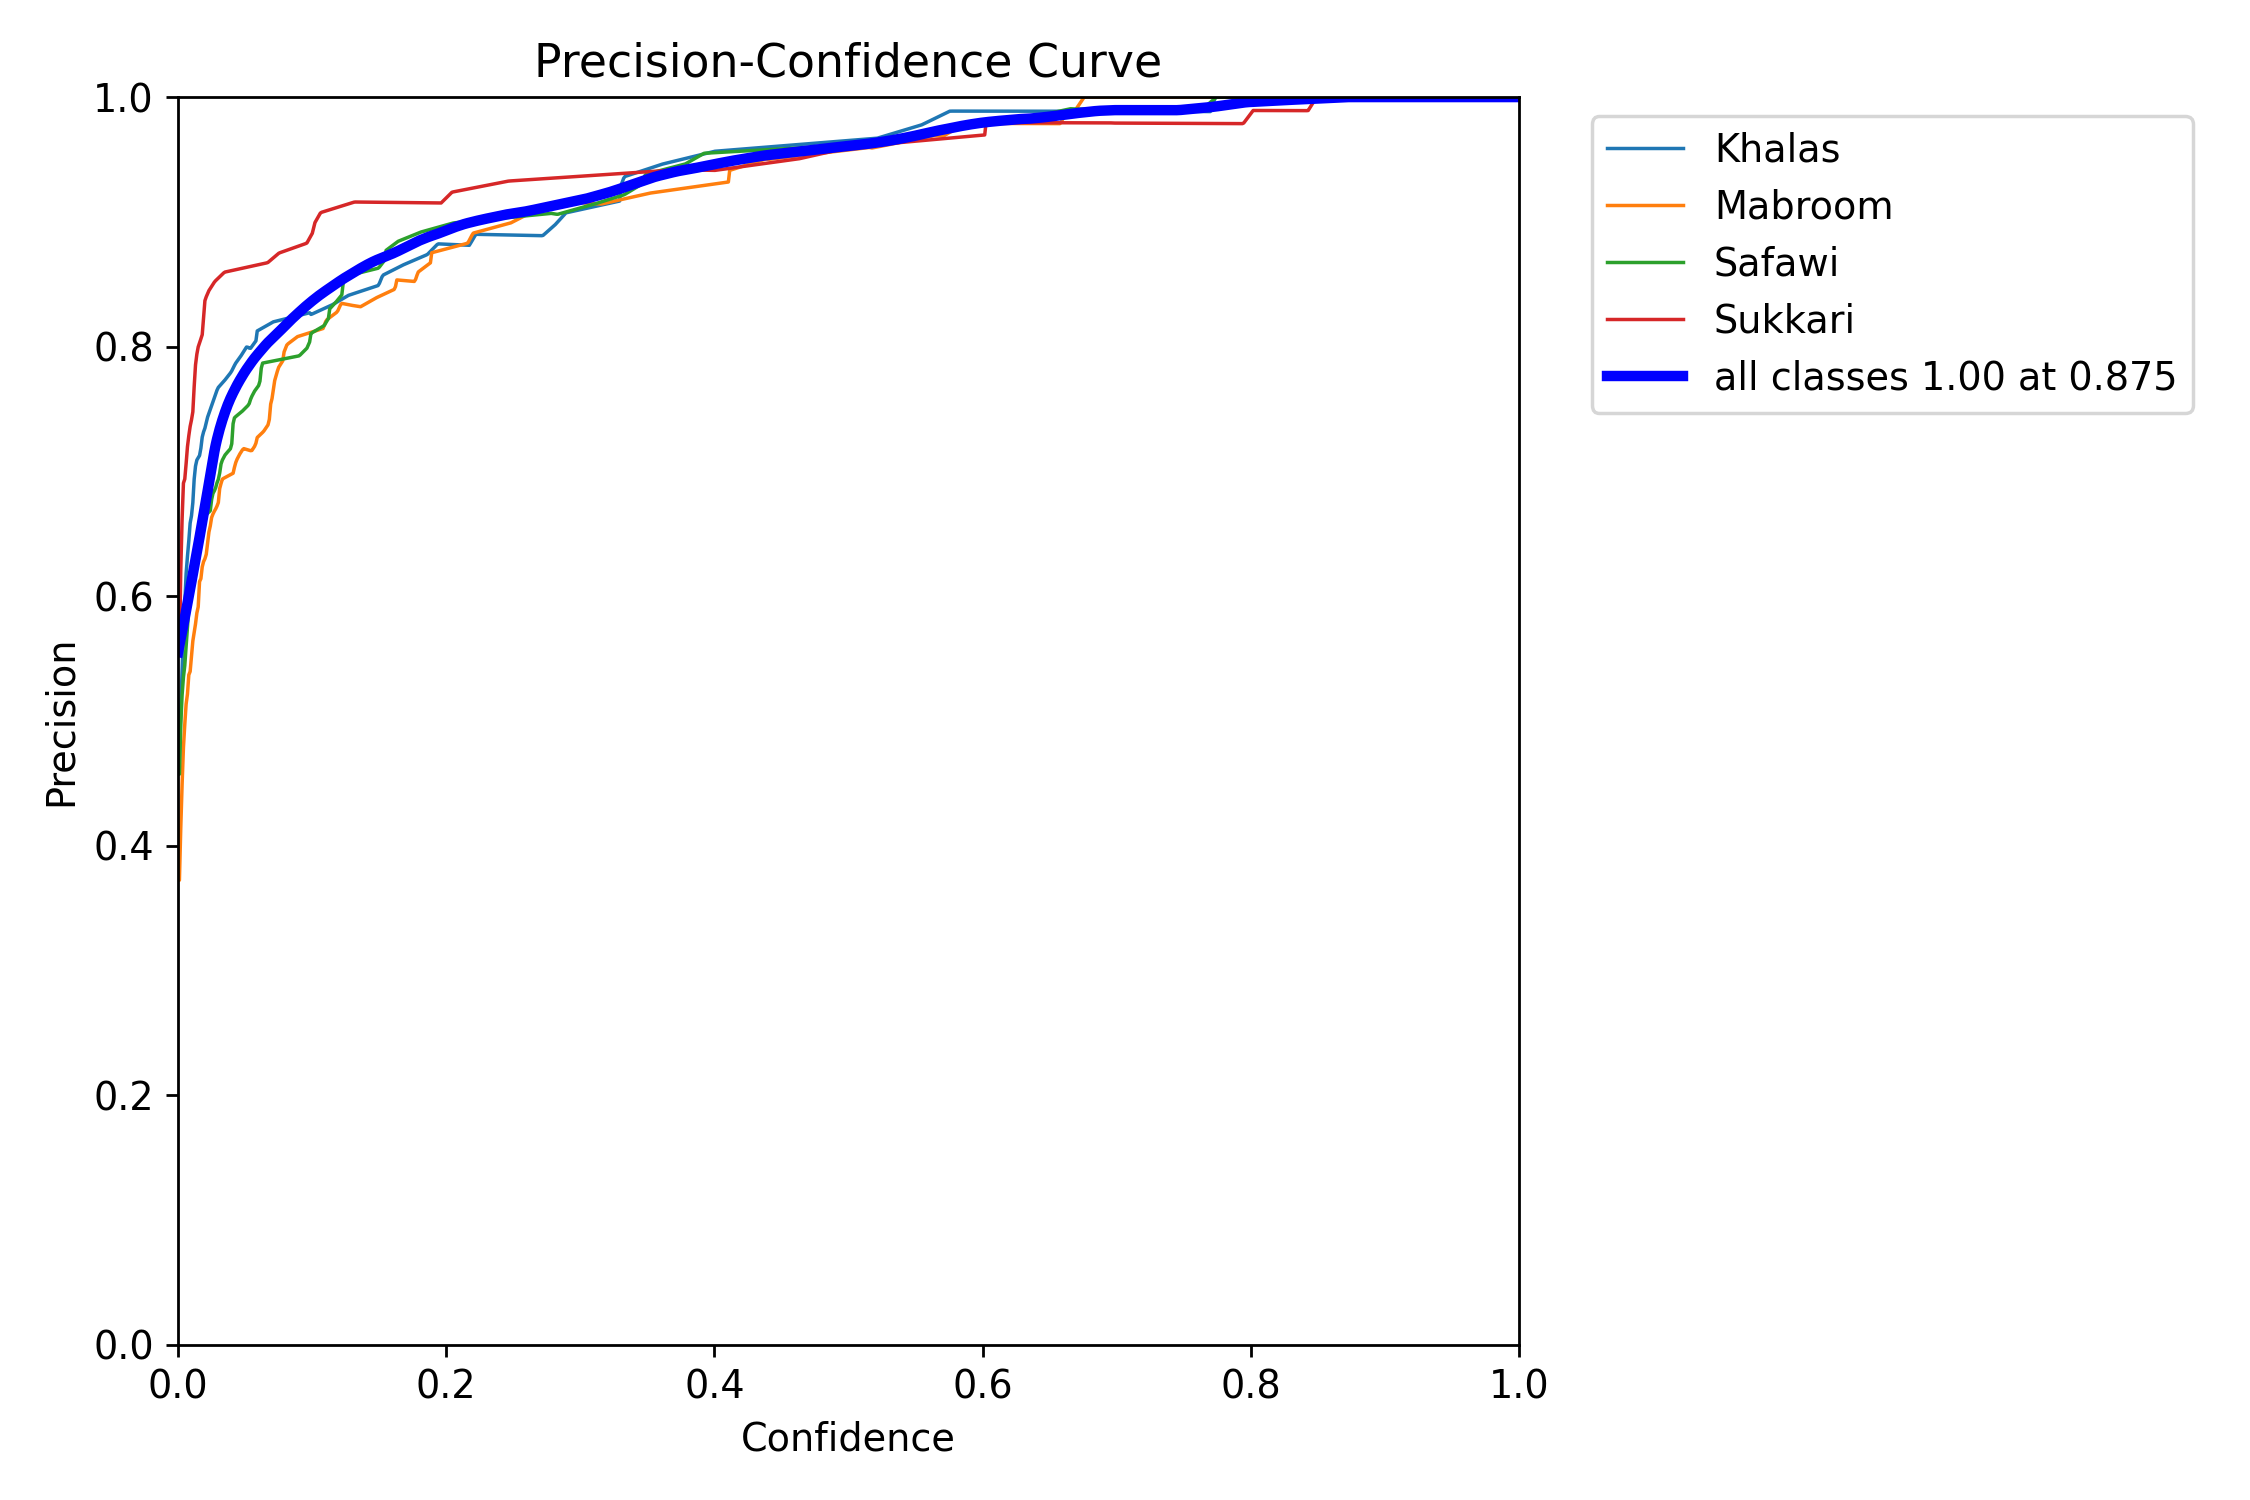 Precision-Confidence Curve
1.0
0.8
0.6
0.4
0.2
0.0
Precision
0.0 0.2 0.4 0.6 0.8 1.0
Confidence
Khalas
Mabroom
Safawi
Sukkari
all classes 1.00 at 0.875